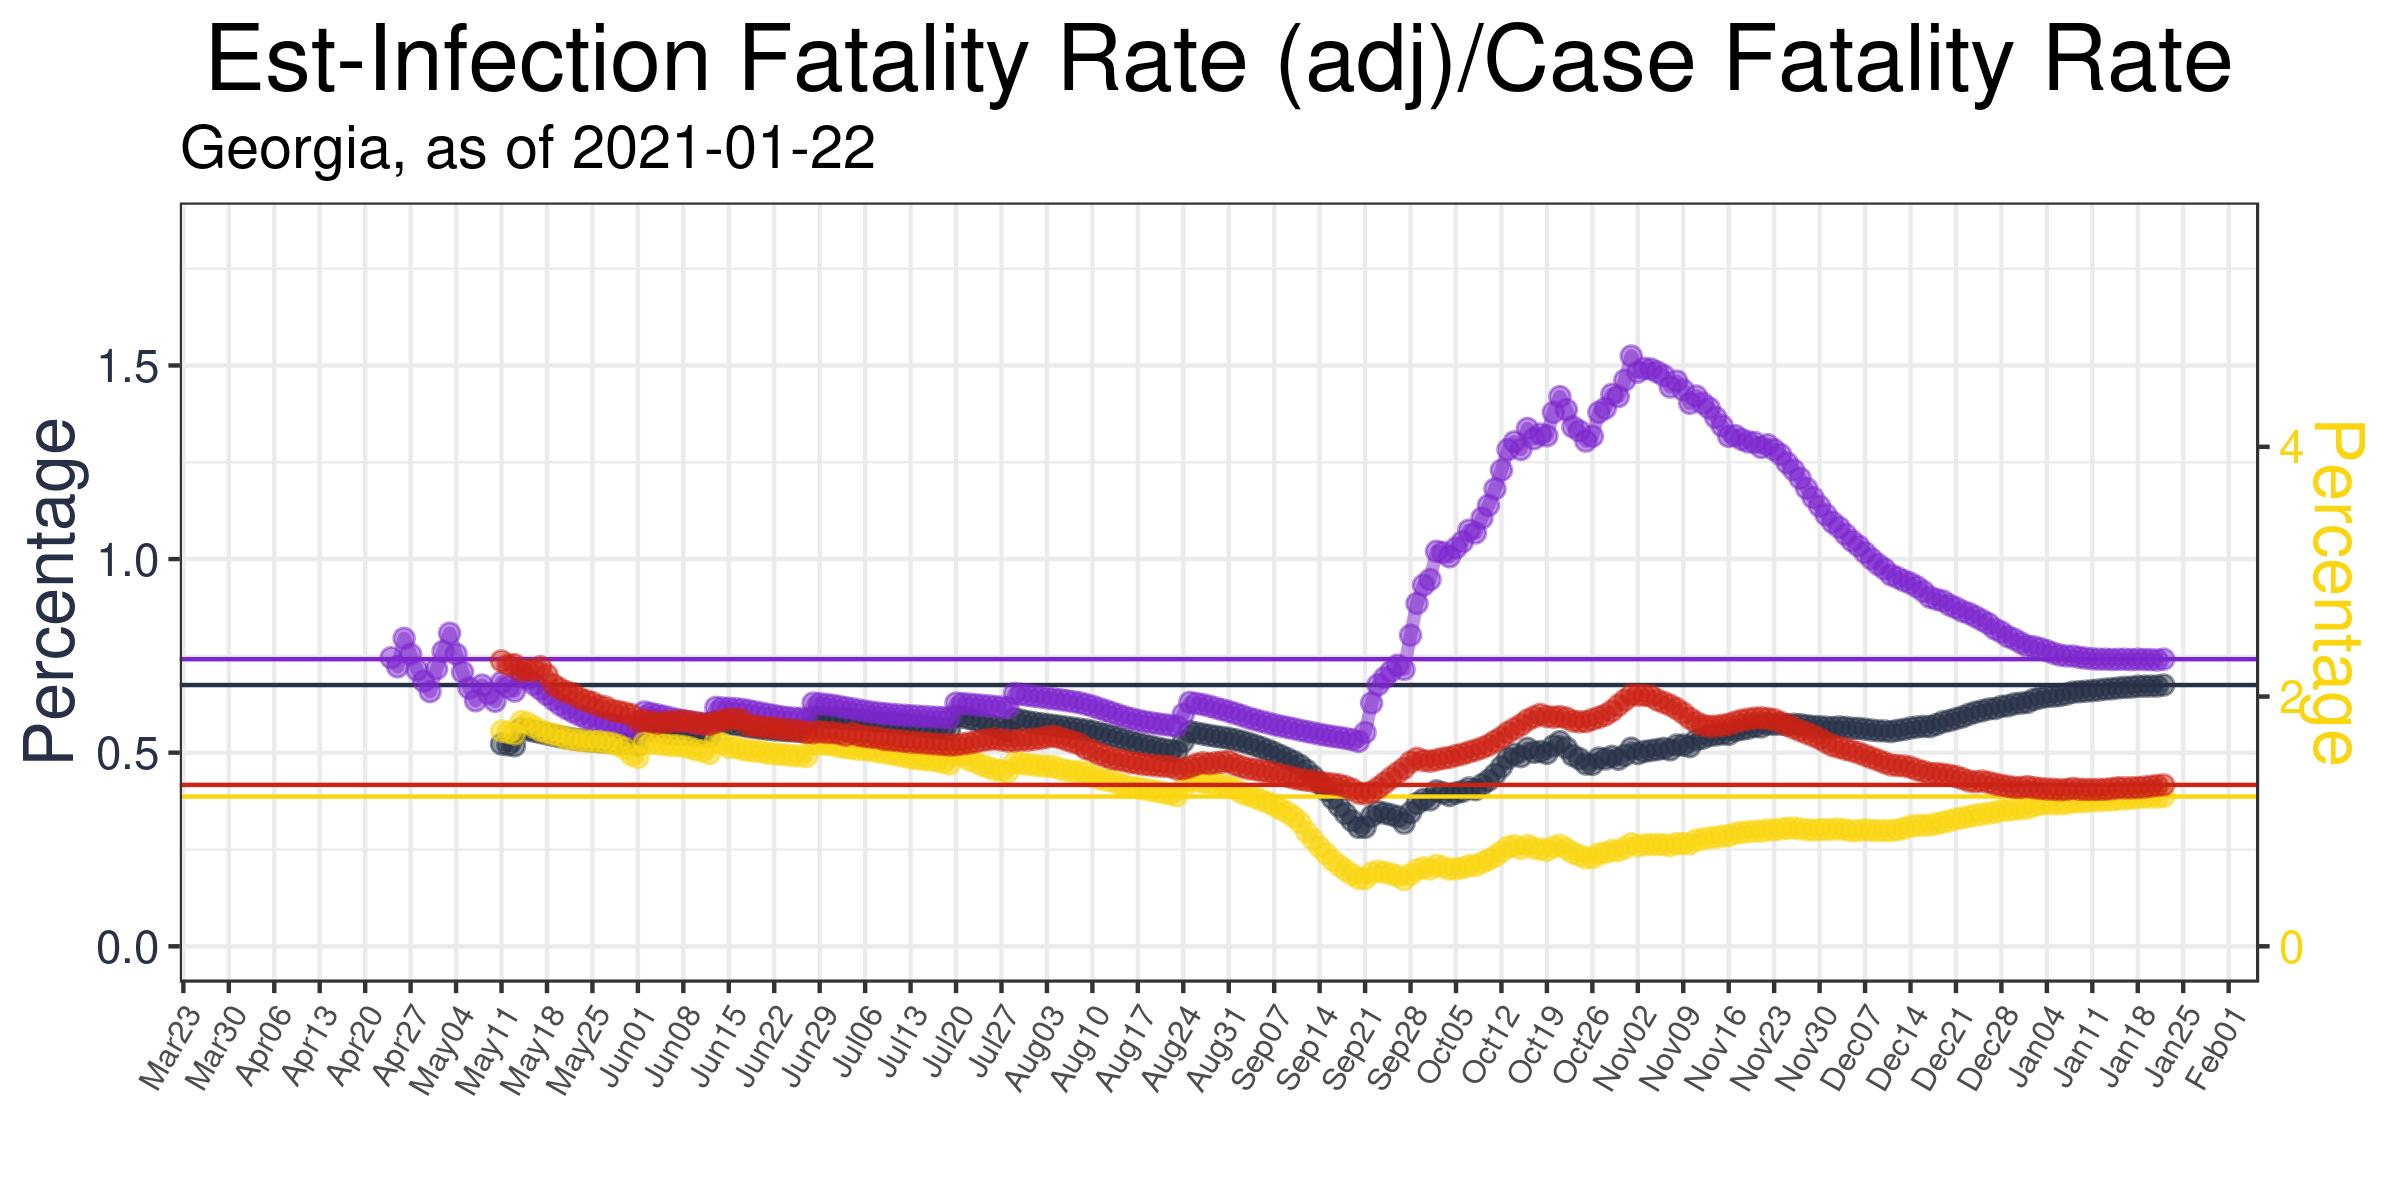 Est-Infection Fatality Rate (adj)/Case Fatality Rate
Georgia, as of 2021-01-22
Percentage
1.5
1.0
0.5
0.0
Percentage
4
2
0
Mar23
Mar30
Apr06
Apr13
Apr20
Apr27
May04
May11
May18
May25
Jun01
Jun08
Jun15
Jun22
Jun29
Jul06
Jul13
Jul20
Jul27
Aug03
Aug10
Aug17
Aug24
Aug31
Sep07
Sep14
Sep21
Sep28
Oct05
Oct12
Oct19
Oct26
Nov02
Nov09
Nov16
Nov23
Nov30
Dec07
Dec14
Dec21
Dec28
Jan04
Jan11
Jan18
Jan25
Feb01